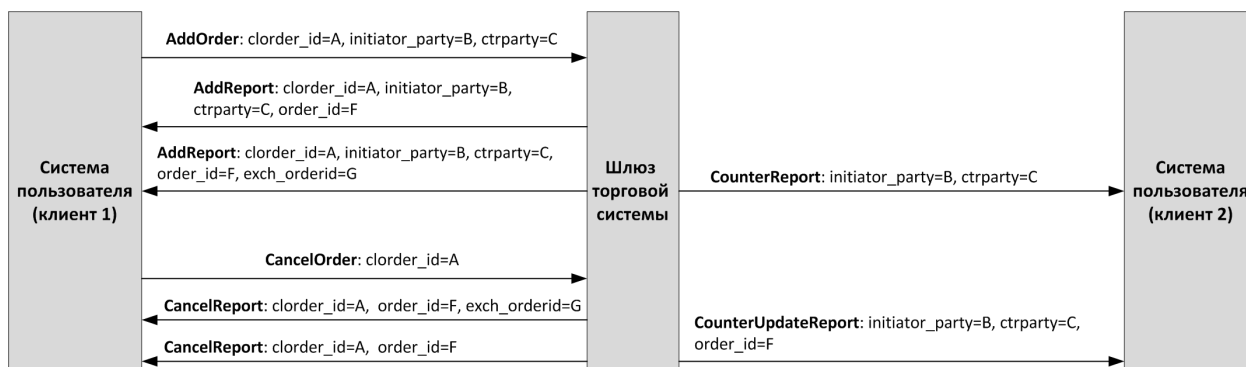 AddOrder: clorder_id=A, initiator_party=B, ctrparty=C
AddReport: clorder_id=A, initiator_party=B,
ctrparty=C, order_id=F
AddReport: clorder_id=A, initiator_party=B, ctrparty=C,
order_id=F, exch_orderid=G
Система
пользователя
(клиент 1)
Шлюз
торговой
системы
CounterReport: initiator_party=B, ctrparty=C
Система
пользователя
(клиент 2)
CancelOrder: clorder_id=A
CancelReport: clorder_id=A, order_id=F, exch_orderid=G
CounterUpdateReport: initiator_party=B, ctrparty=C,
order_id=F
CancelReport: clorder_id=A, order_id=F